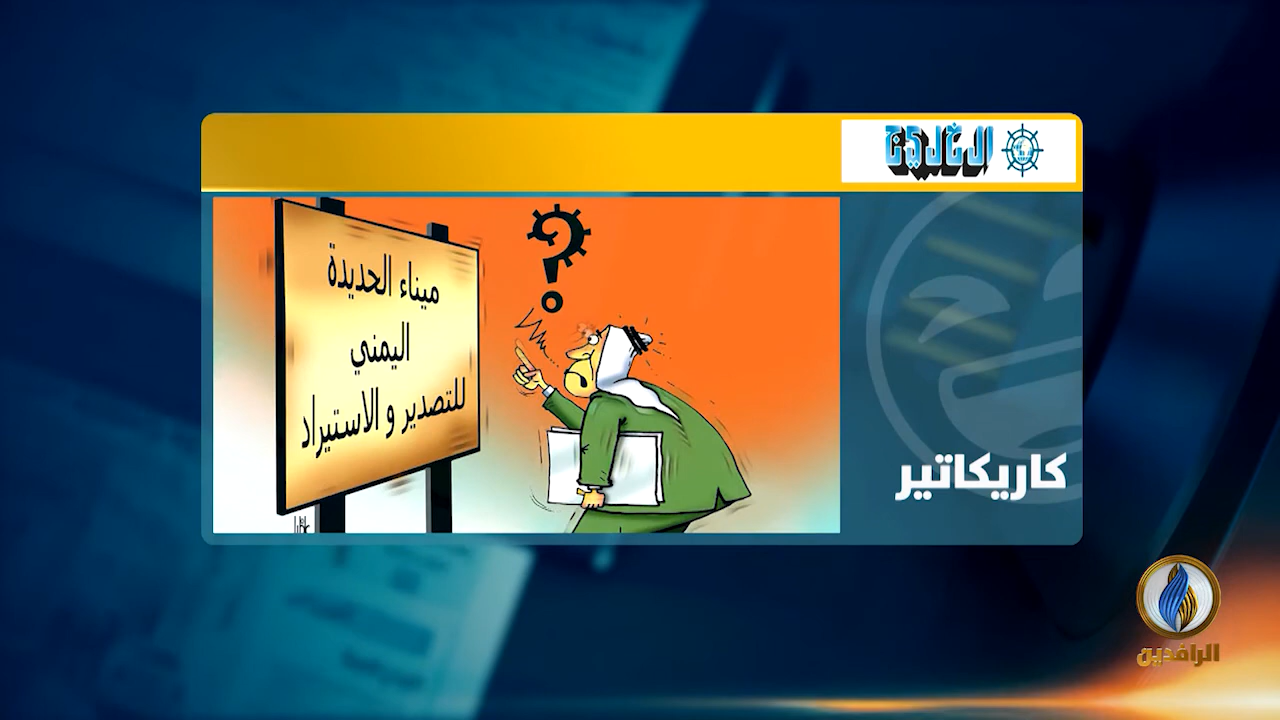 الخليج
ميناء الحديدة
اليمني
للتصدير و الاستيراد
كاريكاتير
الرافدين